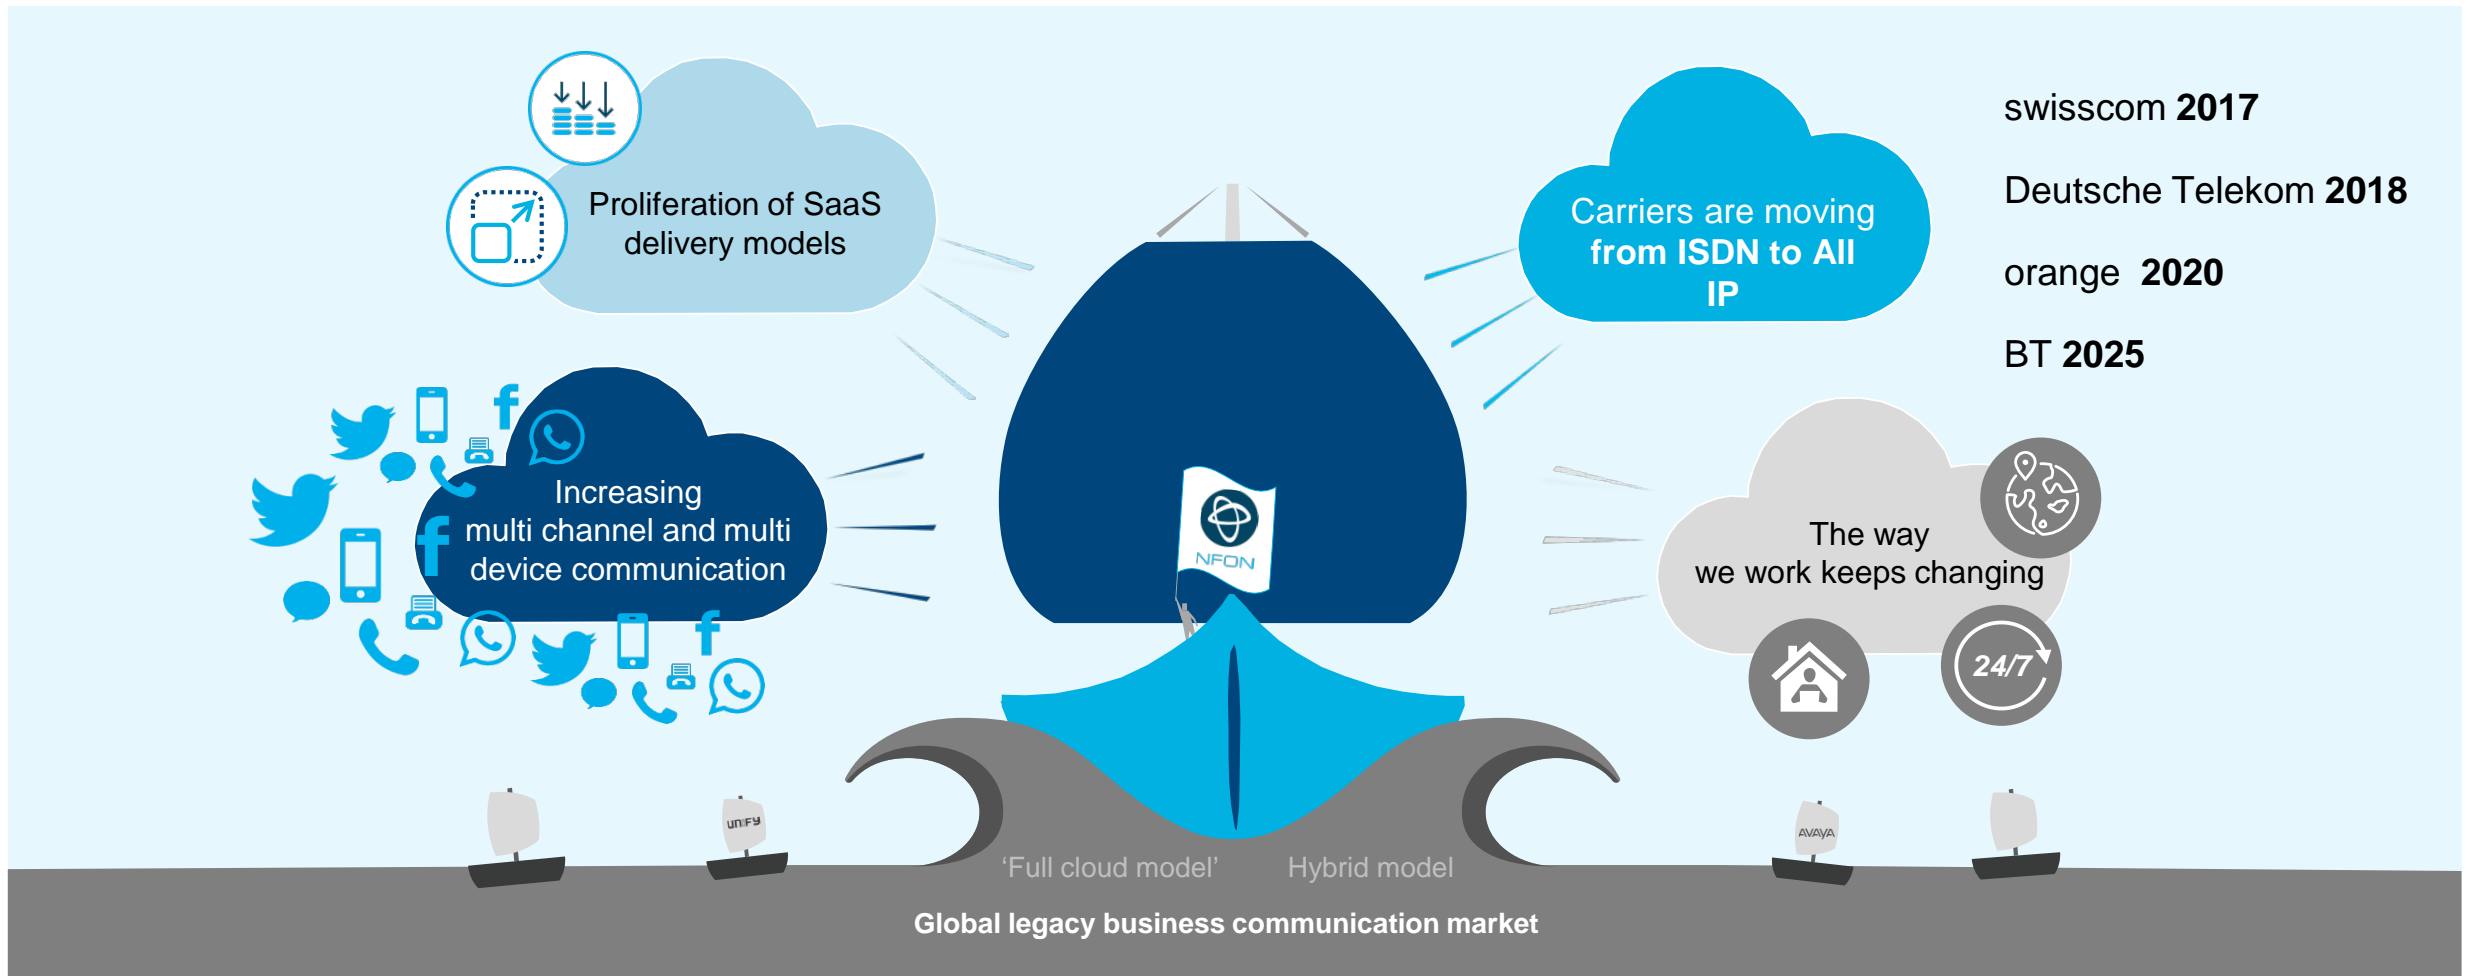 Proliferation of SaaS
delivery models
Carriers are moving
from ISDN to All
IP
swisscom 2017
Deutsche Telekom 2018
orange 2020
BT 2025
Increasing
multi channel and multi
device communication
NFON
The way
we work keeps changing
24/7
UNIFY
AVAYA
‘Full cloud model’
Hybrid model
Global legacy business communication market